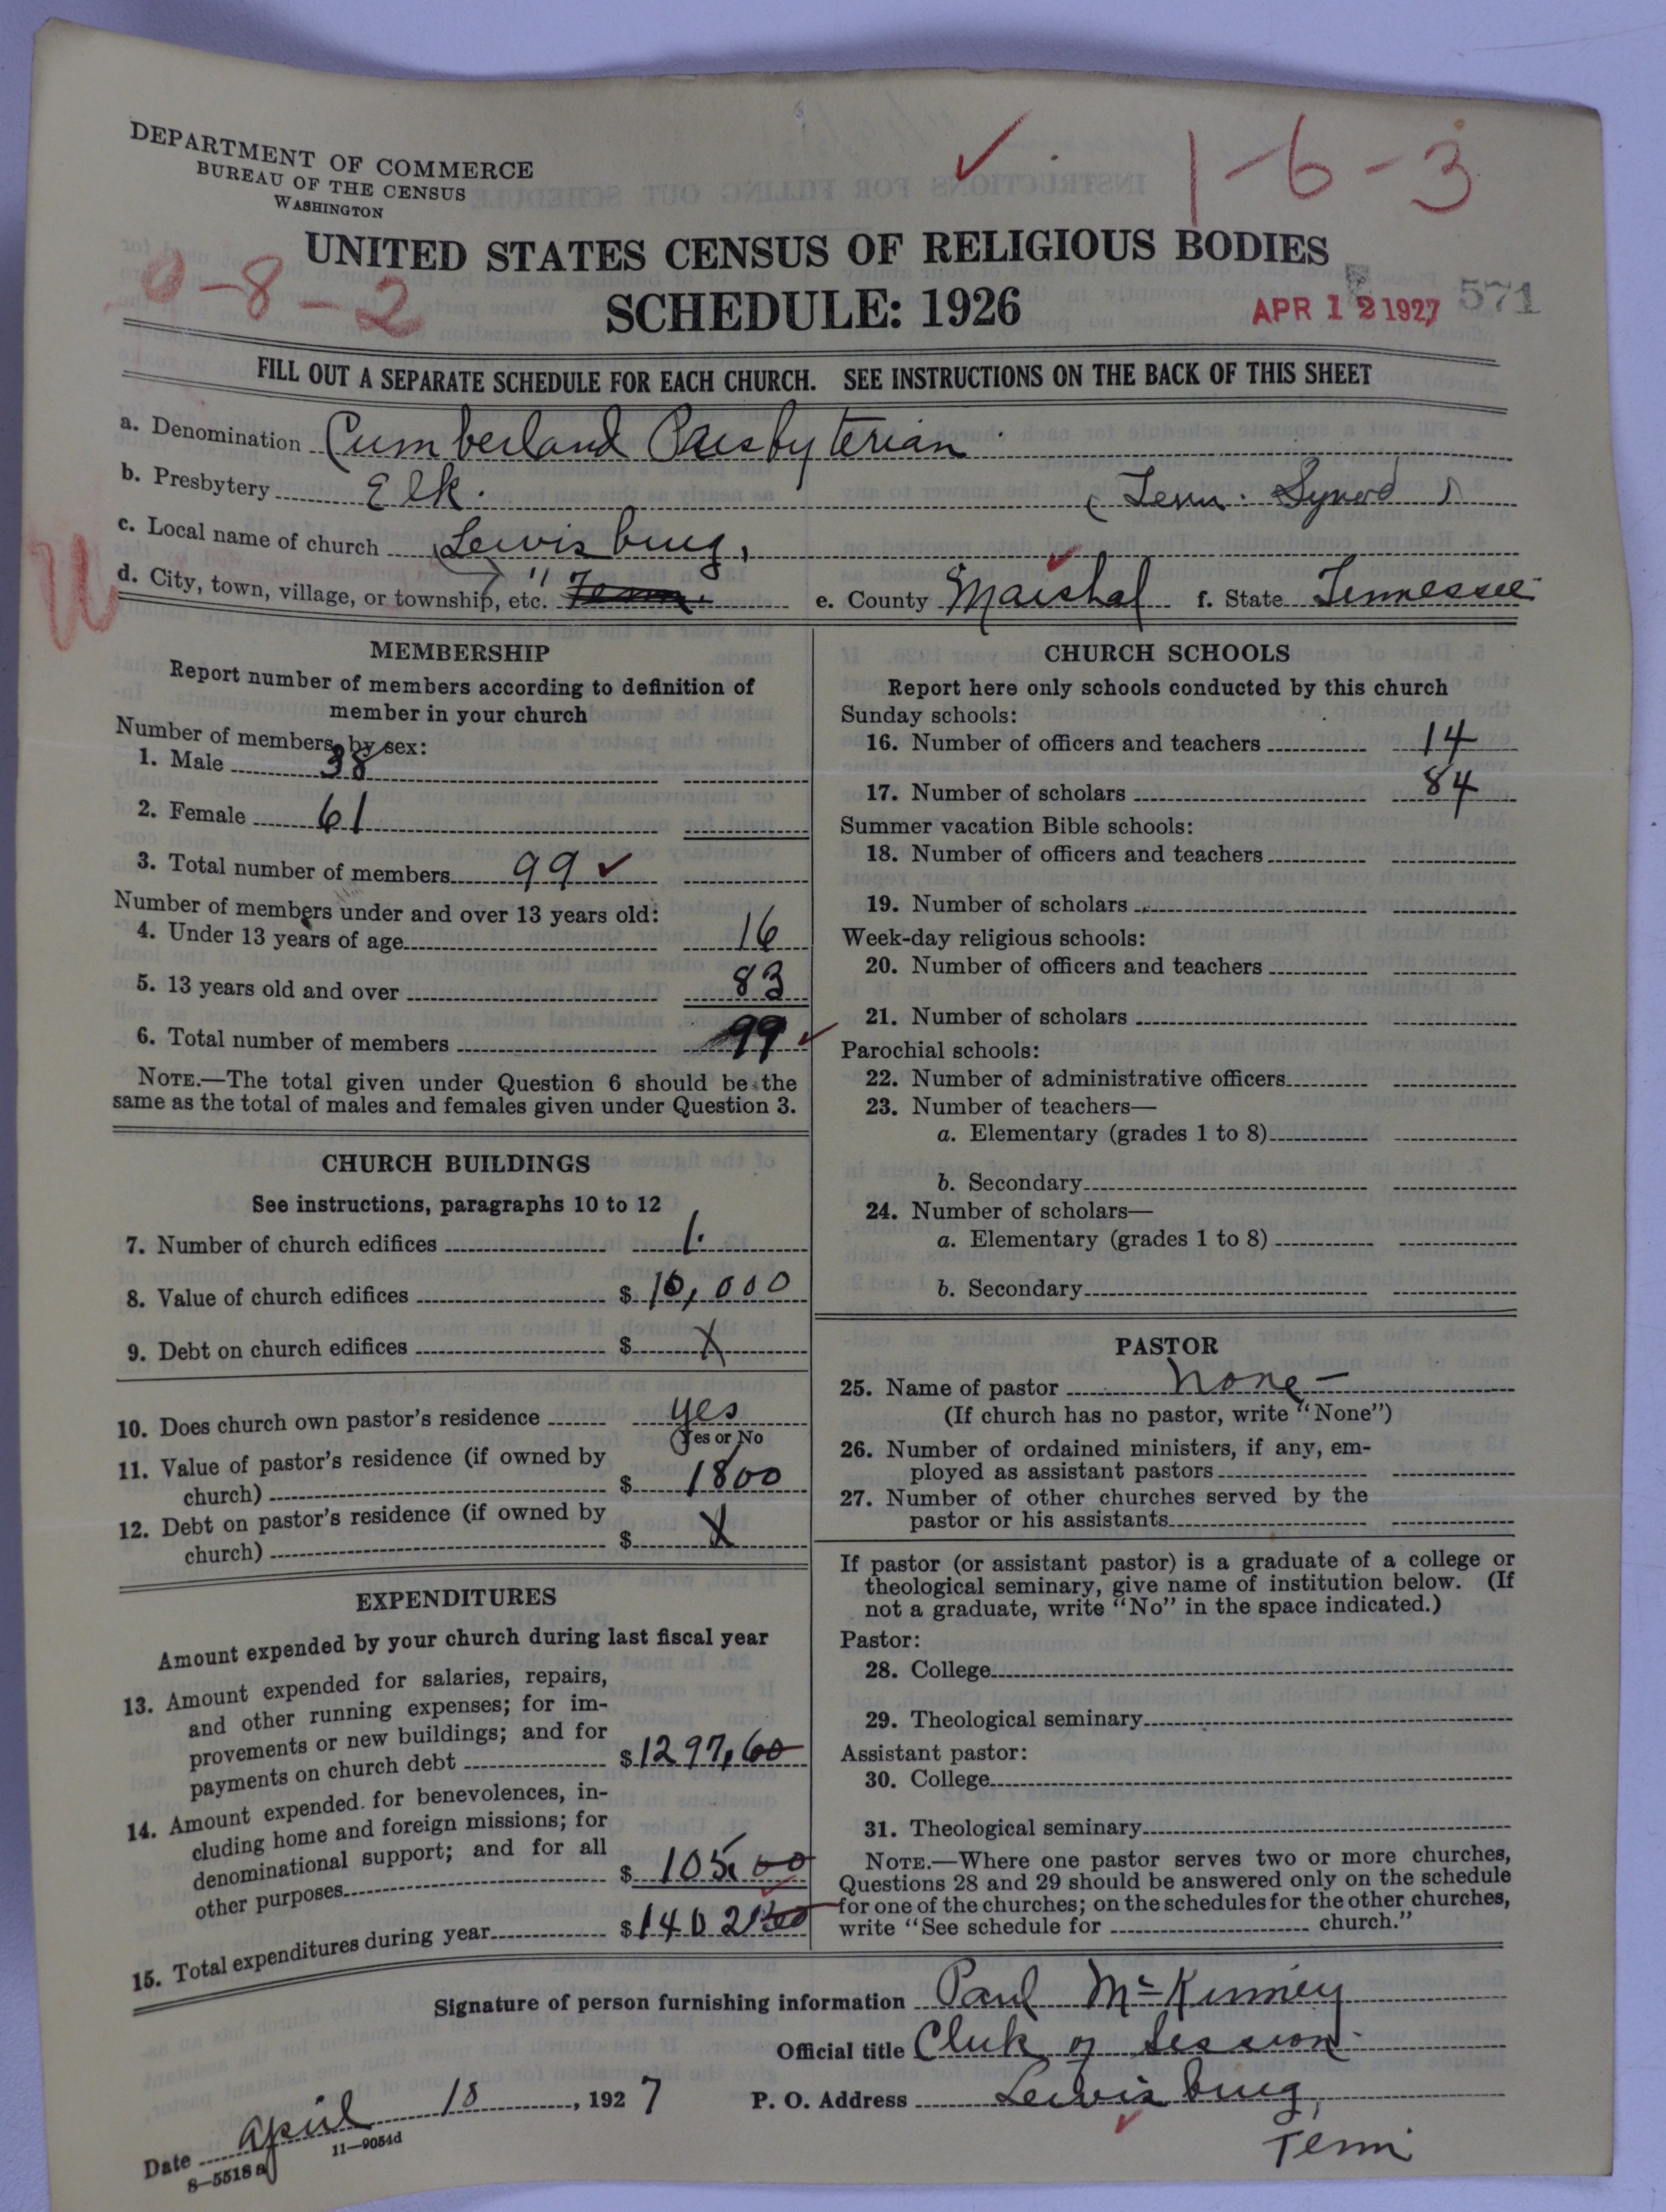 DEPARTMENT OF COMMERCE
BUREAU OF THE CENSUS
WASHINGTON
1-6-3
UNITED STATES CENSUS OF RELIGIOUS BODIES
0-8-2
SCHEDULE: 1926
APR 12 1927
571
FILL OUT A SEPARATE SCHEDULE FOR EACH CHURCH. SEE INSTRUCTIONS ON THE BACK OF THIS SHEET
a. Denomination Cumberland Presbyterian
b. Presbytery Elk. (Tenn. Synod)
c. Local name of church Lewisburg,
U
d. City, town, village, or township, etc. " Tenn. e. County Marshal f. State Tennessee
MEMBERSHIP
Report number of members according to definition of
member in your church
Number of members, by sex:
1. Male 38
2. Female 61
3. Total number of members 99
Number of members under and over 13 years old:
4. Under 13 years of age 16
5. 13 years old and over 83
6. Total number of members 99
NOTE.—The total given under Question 6 should be the
same as the total of males and females given under Question 3.
CHURCH BUILDINGS
See instructions, paragraphs 10 to 12
7. Number of church edifices 1.
8. Value of church edifices $ 10,000
9. Debt on church edifices $ X
10. Does church own pastor's residence yes
(Yes or No
11. Value of pastor's residence (if owned by
church) $ 1800
12. Debt on pastor's residence (if owned by
church) $ X
EXPENDITURES
Amount expended by your church during last fiscal year
13. Amount expended for salaries, repairs,
and other running expenses; for im-
provements or new buildings; and for
payments on church debt $ 1297,60
14. Amount expended for benevolences, in-
cluding home and foreign missions; for
denominational support; and for all
other purposes $ 105.00
15. Total expenditures during year $ 1402.60
CHURCH SCHOOLS
Report here only schools conducted by this church
Sunday schools:
16. Number of officers and teachers 14
17. Number of scholars 84
Summer vacation Bible schools:
18. Number of officers and teachers
19. Number of scholars
Week-day religious schools:
20. Number of officers and teachers
21. Number of scholars
Parochial schools:
22. Number of administrative officers
23. Number of teachers—
a. Elementary (grades 1 to 8)
b. Secondary
24. Number of scholars—
a. Elementary (grades 1 to 8)
b. Secondary
PASTOR
25. Name of pastor None —
(If church has no pastor, write "None")
26. Number of ordained ministers, if any, em-
ployed as assistant pastors
27. Number of other churches served by the
pastor or his assistants
If pastor (or assistant pastor) is a graduate of a college or
theological seminary, give name of institution below. (If
not a graduate, write "No" in the space indicated.)
Pastor:
28. College
29. Theological seminary
Assistant pastor:
30. College
31. Theological seminary
NOTE.—Where one pastor serves two or more churches,
Questions 28 and 29 should be answered only on the schedule
for one of the churches; on the schedules for the other churches,
write "See schedule for church."
Signature of person furnishing information Paul McKinney
Official title Clerk of Session.
Date April 18, 1927 P. O. Address Lewisburg,
Tenn
11—9054d
8—5518a